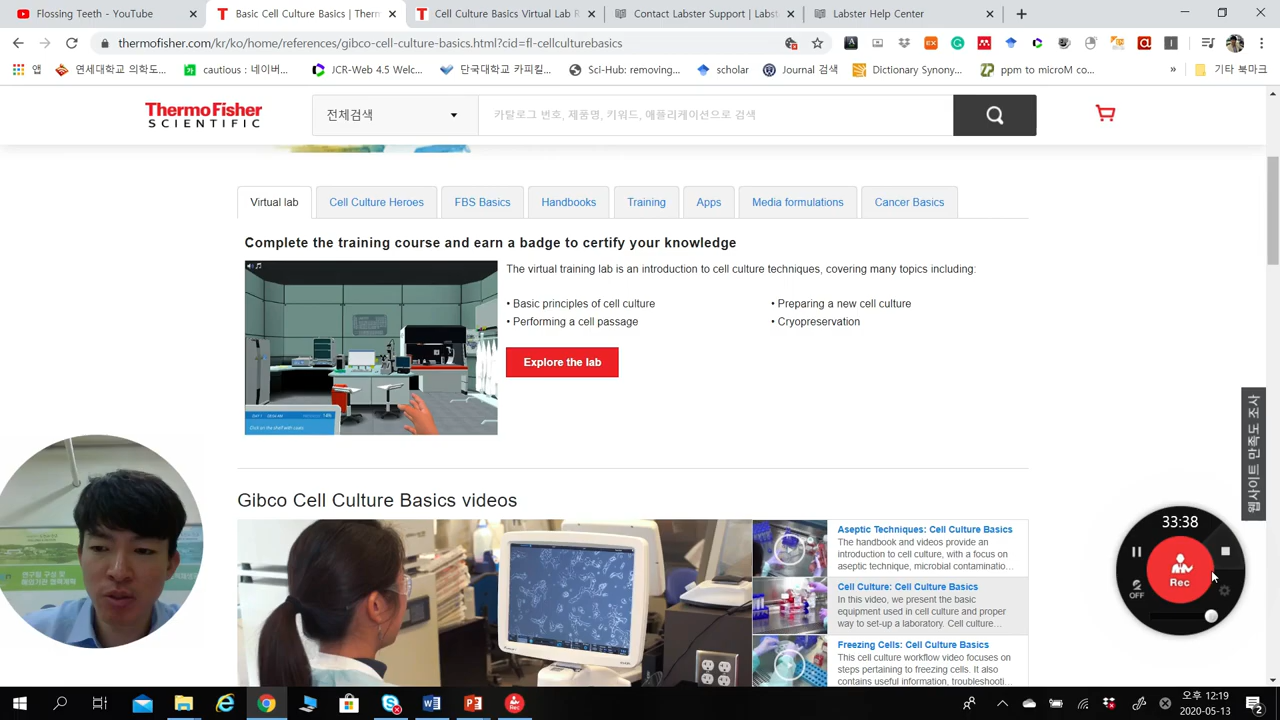 Flossing Teeth - YouTube
Cell Culture Basics | Therm
Cell Culture Basics Virtual Lab R
Contact Labster Support | Labst
Labster Help Center
thermofisher.com/kr/ko/home/references/gibco-cell-culture-basics.html?cid=fl-cellculturebasics
앱
연세대학교 의학도...
cautious : 네이버...
JCR-Web 4.5 Welc...
단국대학교 카피킬...
Sci-Hub: removing...
scholar
Journal 검색
Dictionary Synony...
ppm to microM co...
»
기타 북마크
ThermoFisher
SCIENTIFIC
전체검색
카탈로그 번호, 제품명, 키워드, 애플리케이션으로 검색
Virtual lab
Cell Culture Heroes
FBS Basics
Handbooks
Training
Apps
Media formulations
Cancer Basics
Complete the training course and earn a badge to certify your knowledge
The virtual training lab is an introduction to cell culture techniques, covering many topics including:
• Basic principles of cell culture
• Preparing a new cell culture
• Performing a cell passage
• Cryopreservation
Explore the lab
웹사이트 만족도 조사
Gibco Cell Culture Basics videos
Aseptic Techniques: Cell Culture Basics
The handbook and videos provide an
introduction to cell culture, with a focus on
aseptic technique, microbial contaminatio...
Cell Culture: Cell Culture Basics
In this video, we present the basic
equipment used in cell culture and proper
way to set-up a laboratory. Cell culture...
Freezing Cells: Cell Culture Basics
This cell culture workflow video focuses on
steps pertaining to freezing cells. It also
contains useful information, troubleshooti...
33:38
Rec
OFF
오후 12:19
2020-05-13
2